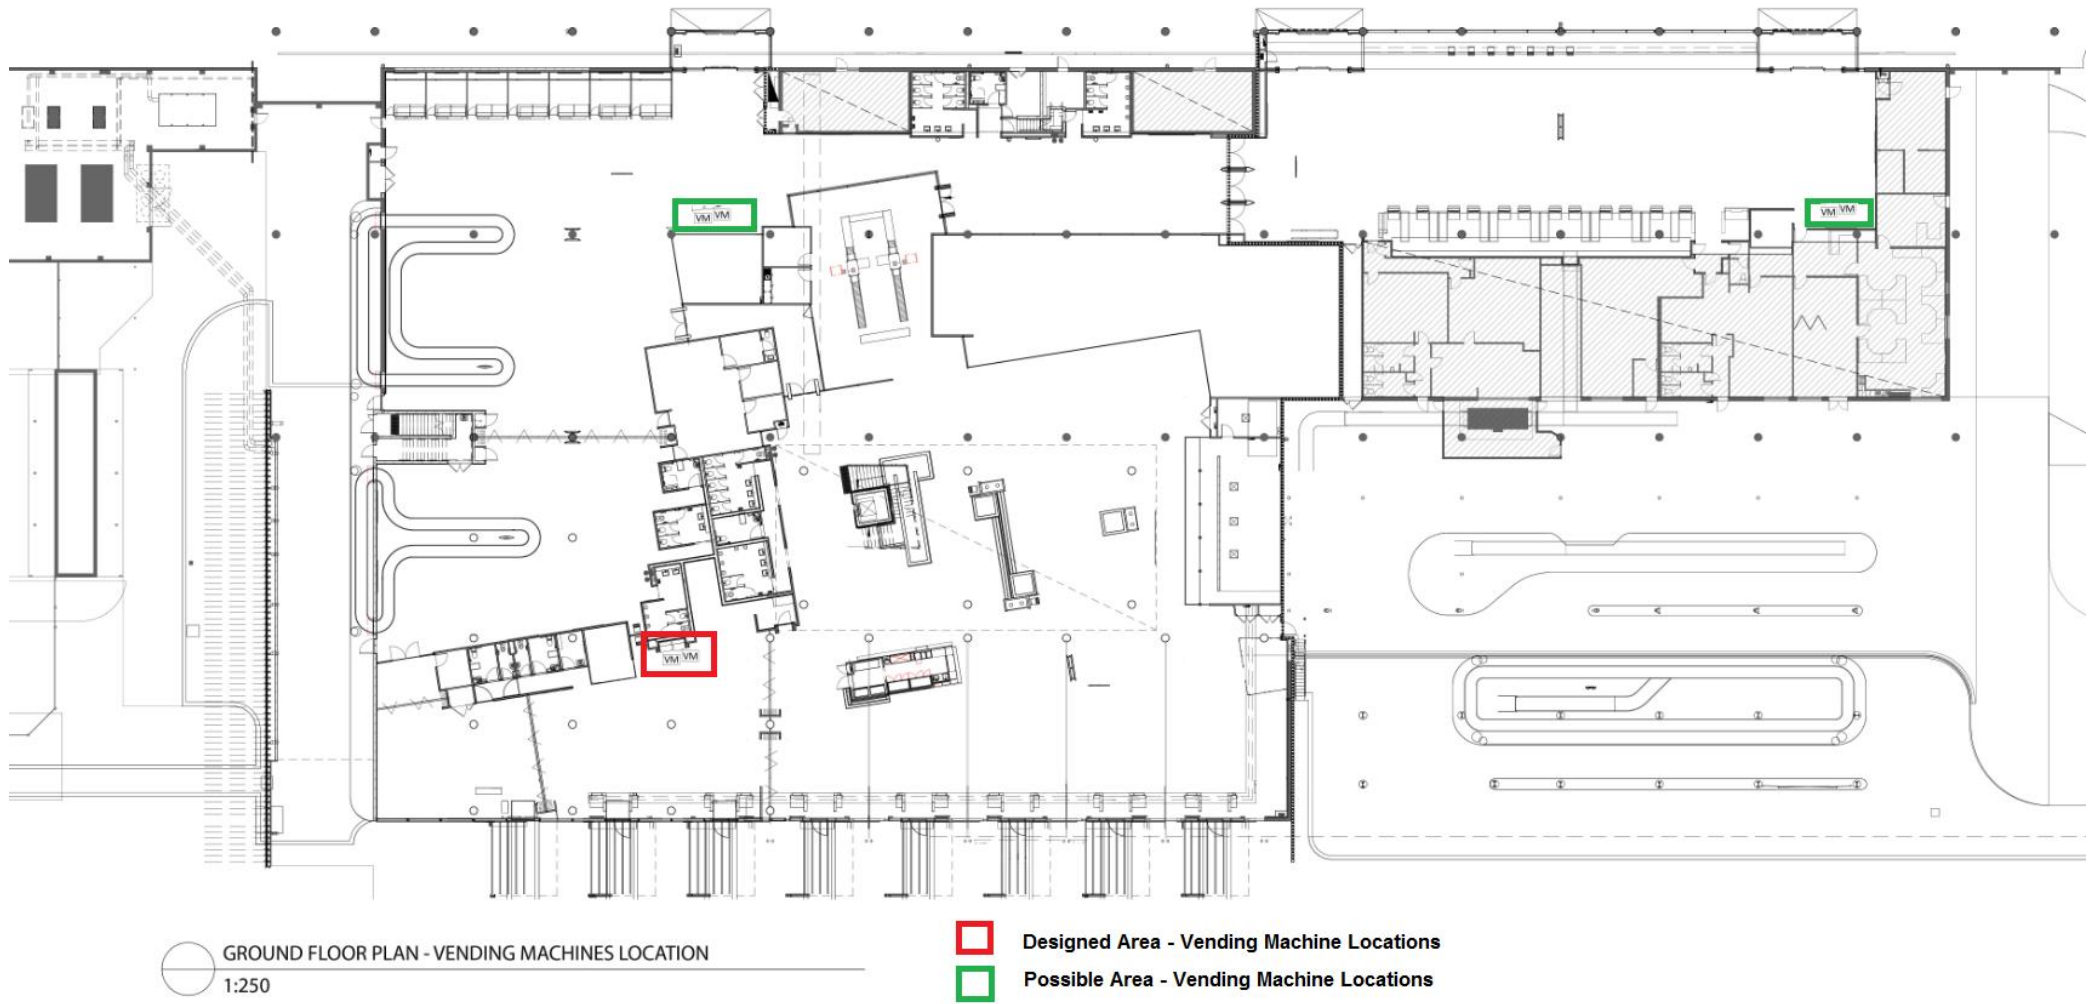 VM VM
VM VM
VM VM
GROUND FLOOR PLAN - VENDING MACHINES LOCATION
1:250
Designed Area - Vending Machine Locations
Possible Area - Vending Machine Locations